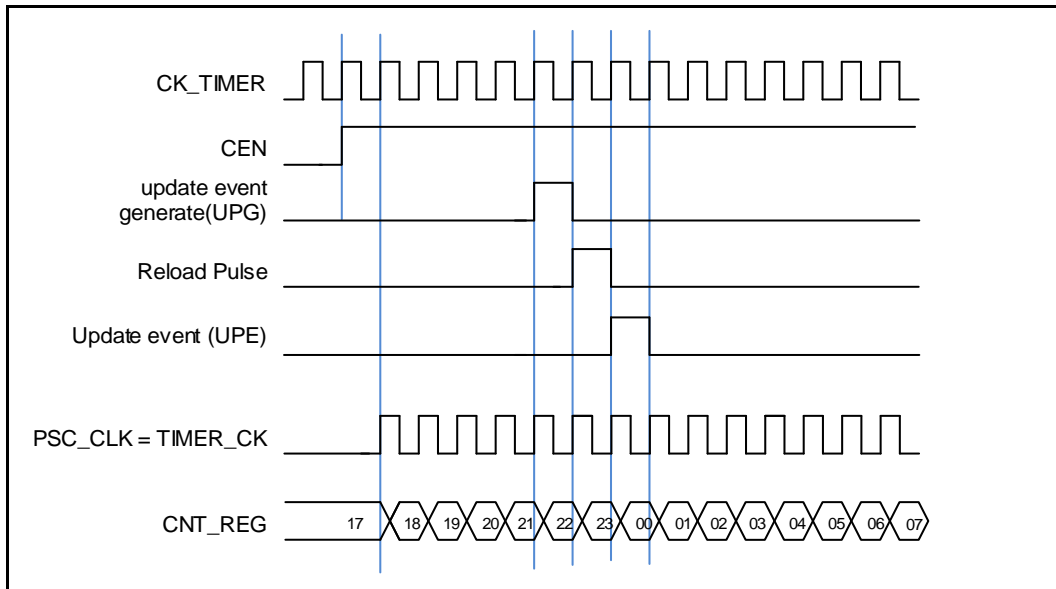 CK_TIMER
CEN
update event
generate(UPG)
Reload Pulse
Update event (UPE)
PSC_CLK = TIMER_CK
CNT_REG 17 18 19 20 21 22 23 00 01 02 03 04 05 06 07